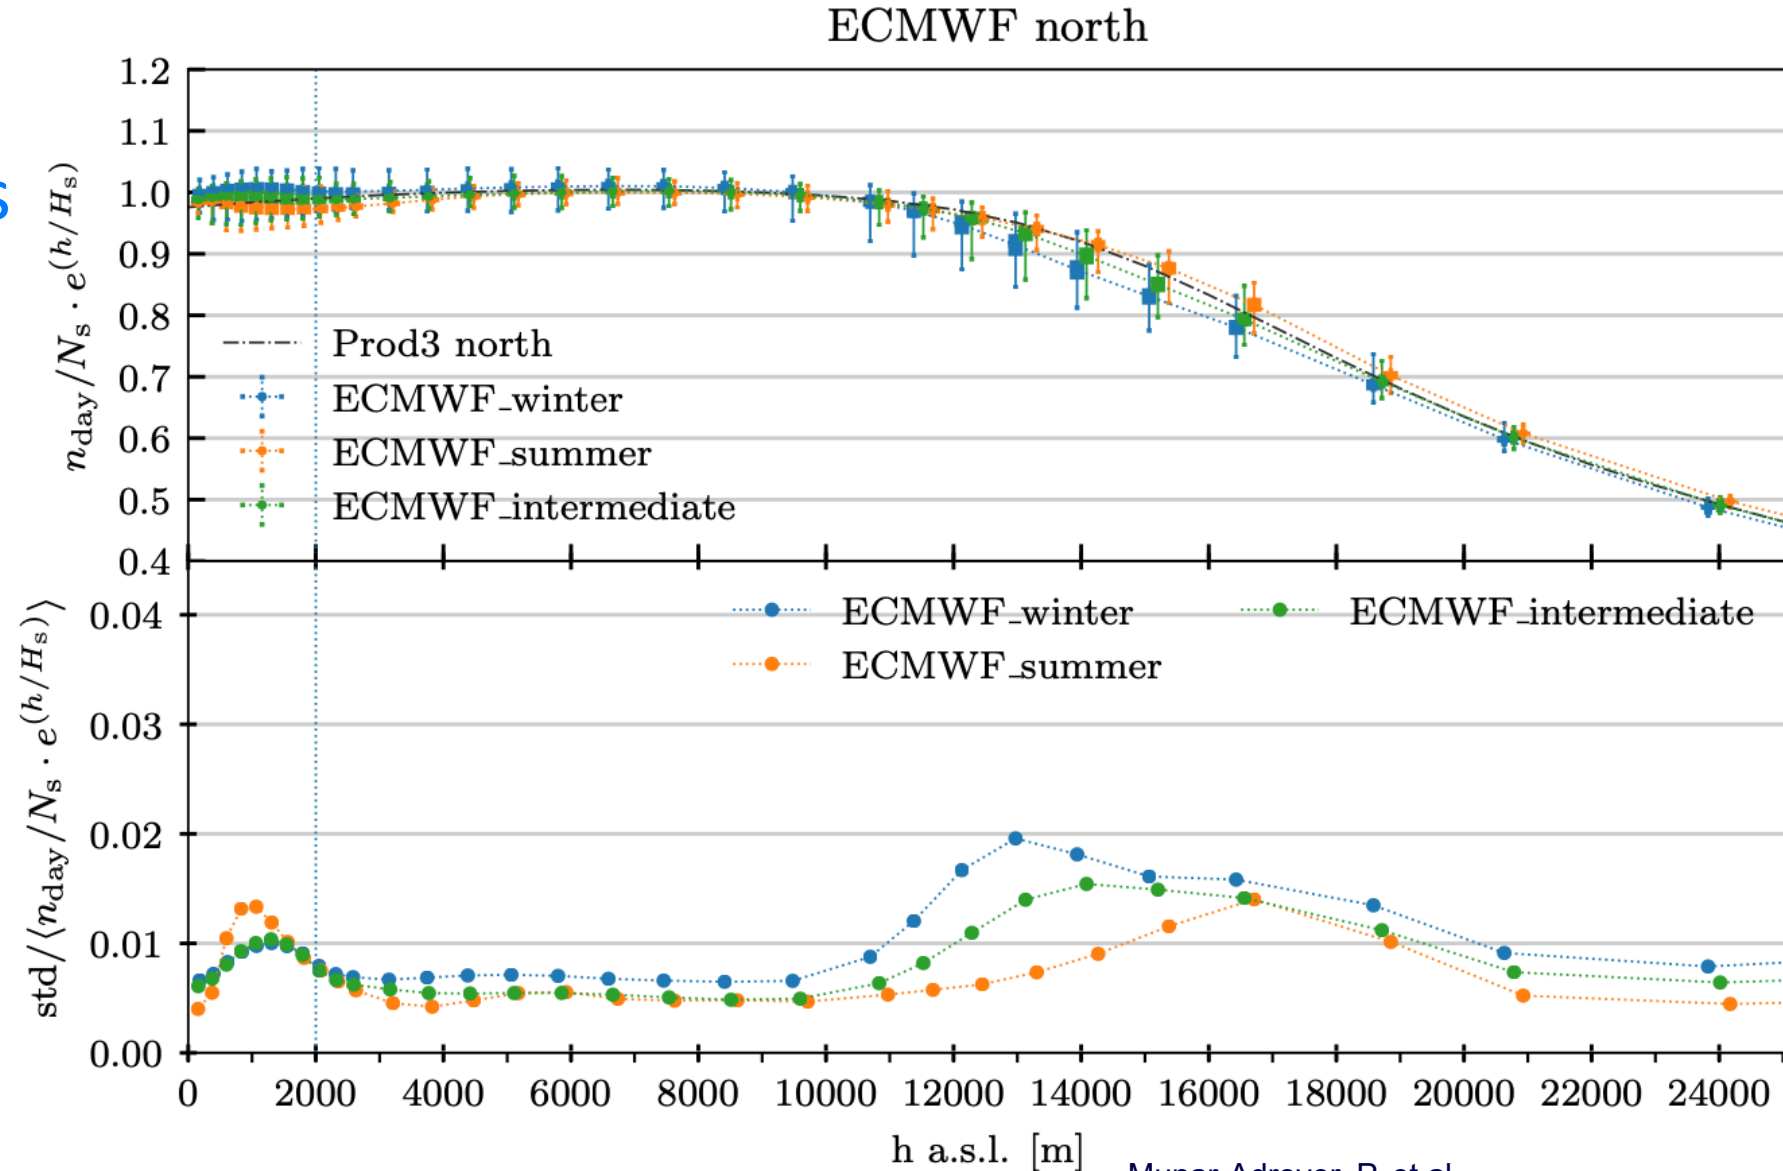 ECMWF north
s
1.2
1.1
1.0
0.9
0.8
0.7
0.6
0.5
0.4
n_day/N_s · e^(h/H_s)
Prod3 north
ECMWF_winter
ECMWF_summer
ECMWF_intermediate
0.04
0.03
0.02
0.01
0.00
std/⟨n_day/N_s · e^(h/H_s)⟩
ECMWF_winter
ECMWF_intermediate
ECMWF_summer
0 2000 4000 6000 8000 10000 12000 14000 16000 18000 20000 22000 24000
h a.s.l. [m]